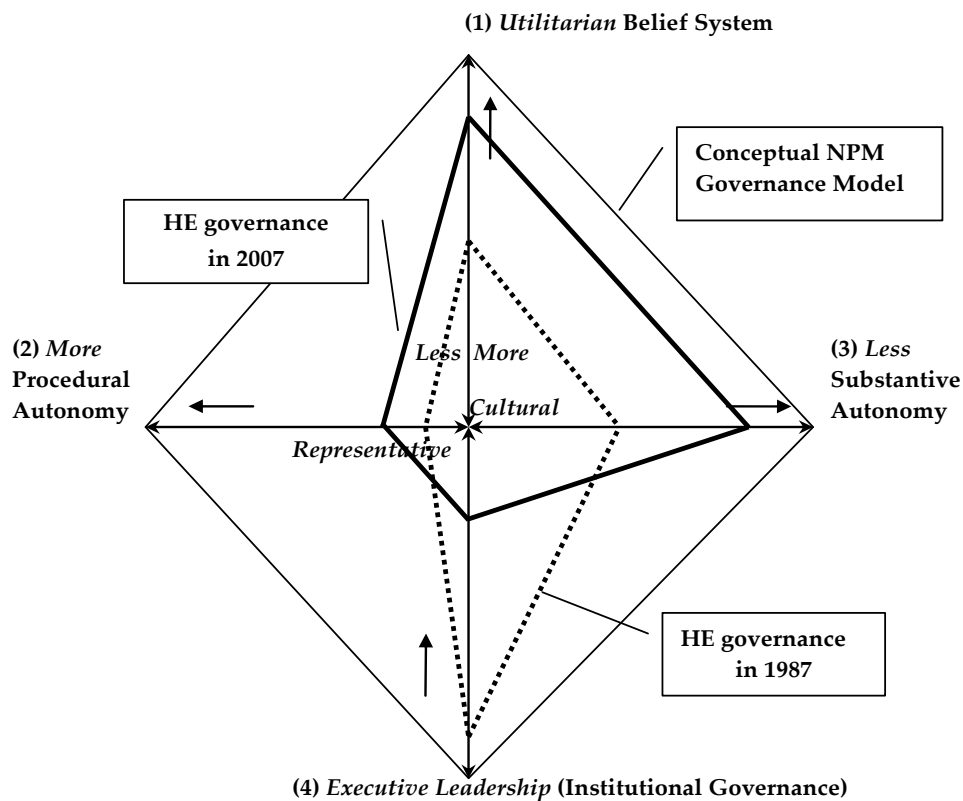 (1) Utilitarian Belief System
Conceptual NPM
Governance Model
HE governance
in 2007
(2) More
Procedural
Autonomy
Less More
(3) Less
Substantive
Autonomy
Cultural
Representative
HE governance
in 1987
(4) Executive Leadership (Institutional Governance)